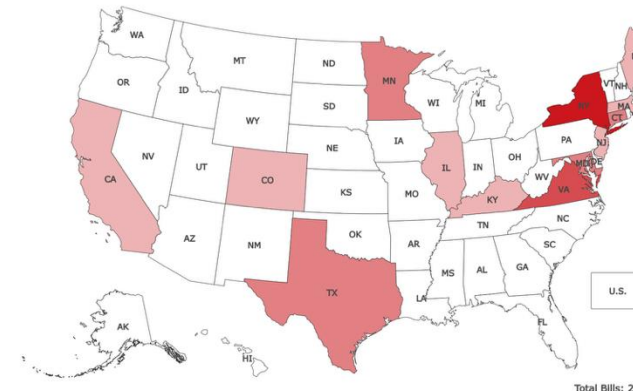 WA
MT
ND
MN
VT
NH
OR
ID
SD
WI
MI
MA
CT
WY
IA
PA
NJ
NE
OH
MD
DE
NV
UT
IL
IN
WV
CA
CO
KS
MO
KY
VA
NC
TN
AZ
NM
OK
AR
SC
MS
AL
GA
TX
LA
U.S.
FL
AK
HI
Total Bills: 2